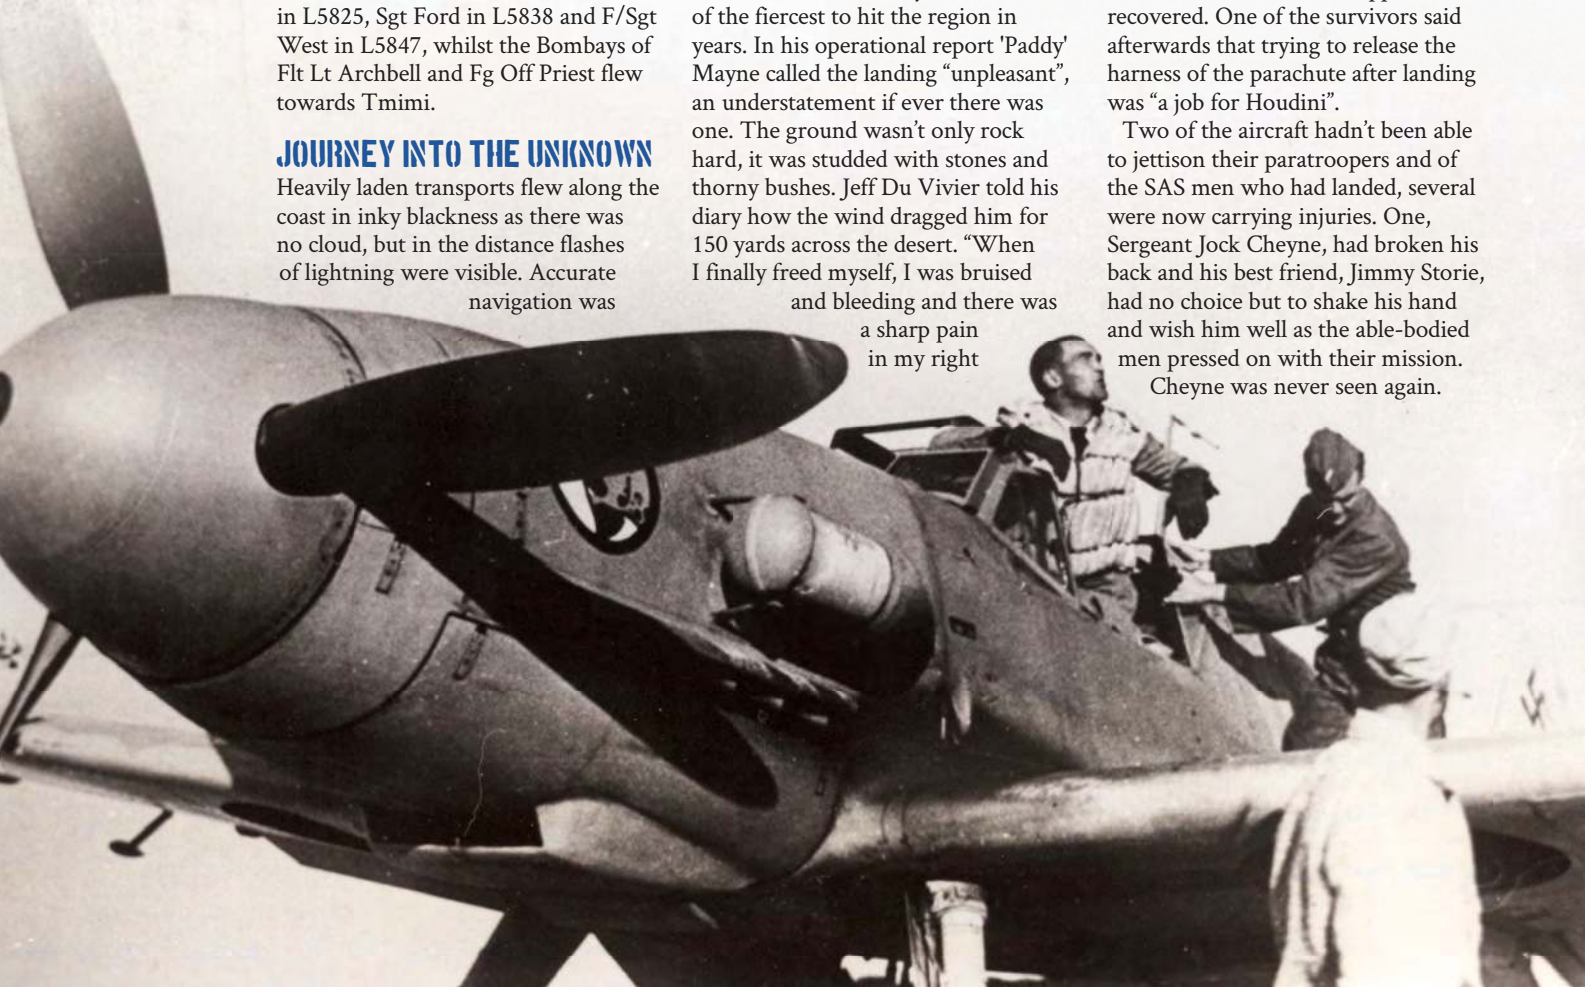 in L5825, Sgt Ford in L5838 and F/Sgt
West in L5847, whilst the Bombays of
Flt Lt Archbell and Fg Off Priest flew
towards Tmimi.
JOURNEY INTO THE UNKNOWN
Heavily laden transports flew along the
coast in inky blackness as there was
no cloud, but in the distance flashes
of lightning were visible. Accurate
navigation was
of the fiercest to hit the region in
years. In his operational report 'Paddy'
Mayne called the landing “unpleasant”,
an understatement if ever there was
one. The ground wasn’t only rock
hard, it was studded with stones and
thorny bushes. Jeff Du Vivier told his
diary how the wind dragged him for
150 yards across the desert. “When
I finally freed myself, I was bruised
and bleeding and there was
a sharp pain
in my right
recovered. One of the survivors said
afterwards that trying to release the
harness of the parachute after landing
was “a job for Houdini”.
Two of the aircraft hadn’t been able
to jettison their paratroopers and of
the SAS men who had landed, several
were now carrying injuries. One,
Sergeant Jock Cheyne, had broken his
back and his best friend, Jimmy Storie,
had no choice but to shake his hand
and wish him well as the able-bodied
men pressed on with their mission.
Cheyne was never seen again.